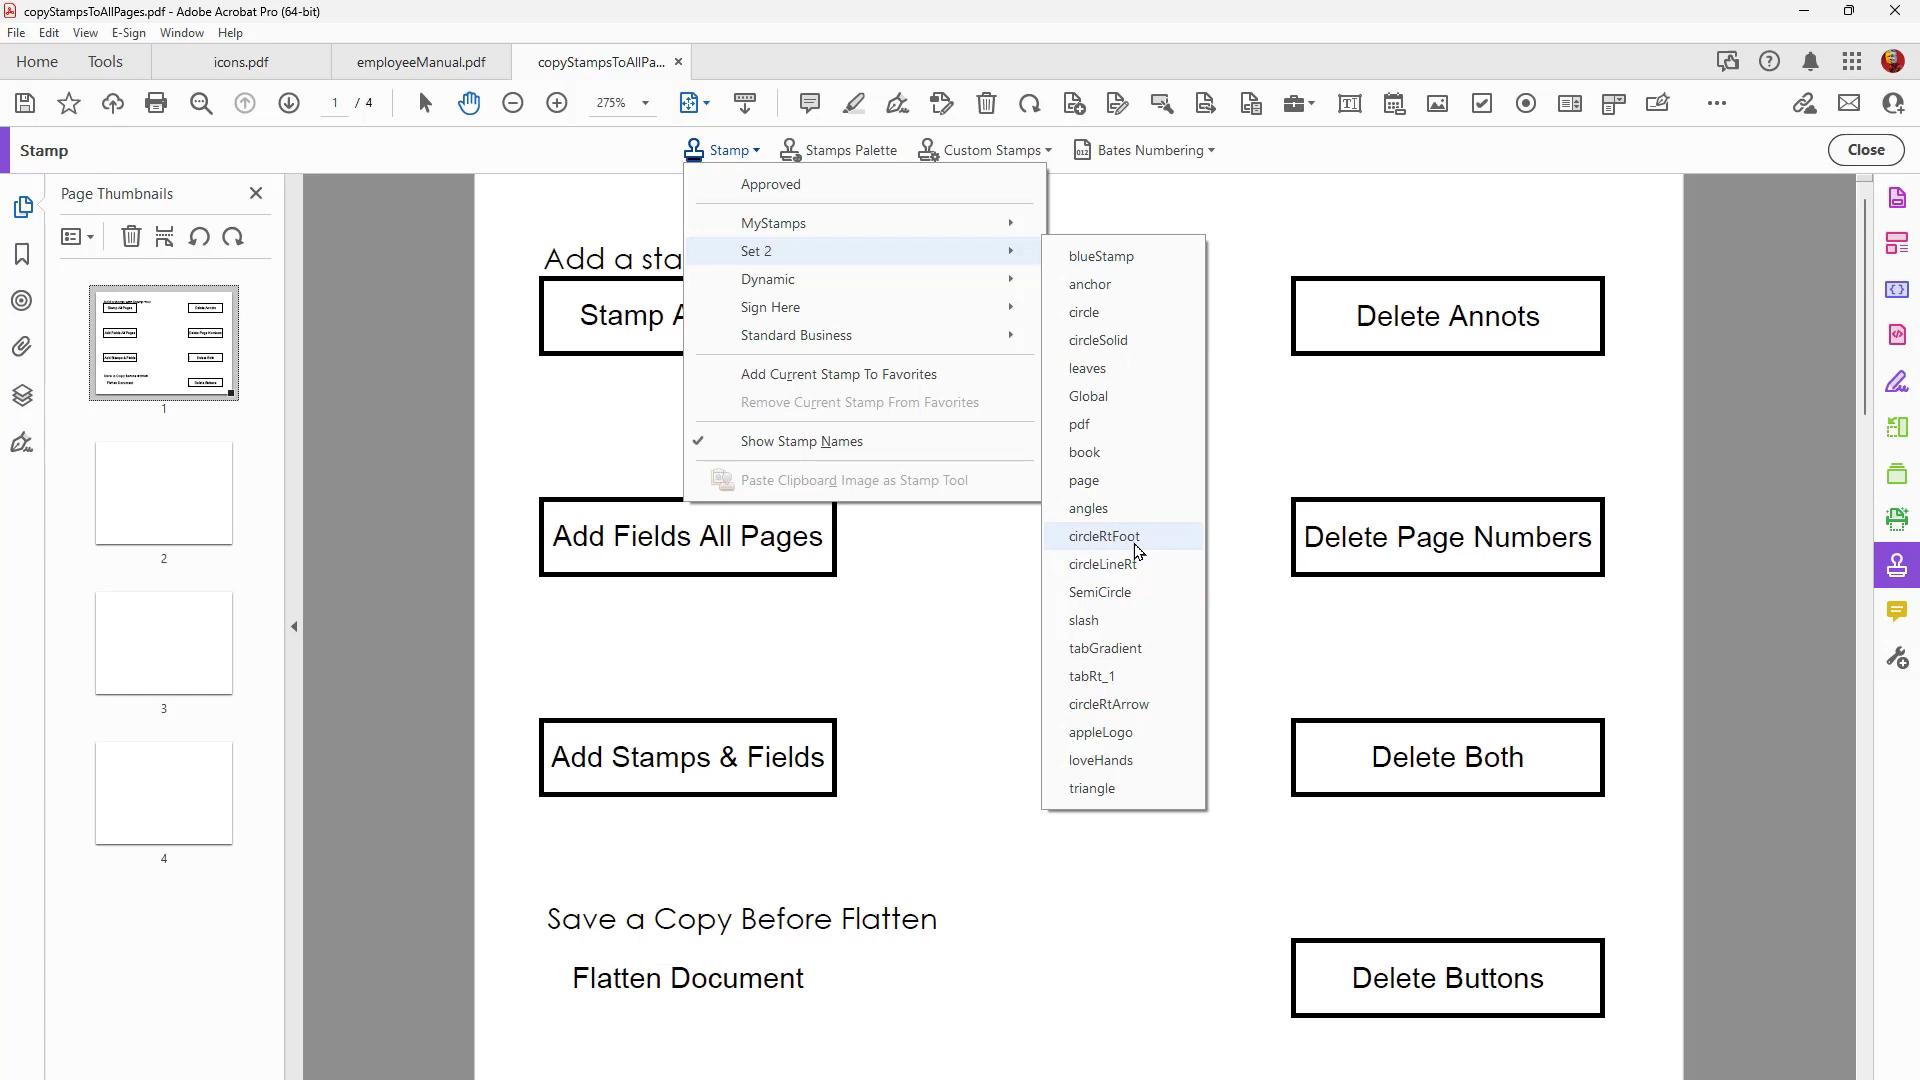 copyStampsToAllPages.pdf - Adobe Acrobat Pro (64-bit)
File Edit View E-Sign Window Help
Home Tools icons.pdf employeeManual.pdf copyStampsToAllPa...
1 / 4 275%
Stamp
Stamp Stamps Palette Custom Stamps Bates Numbering Close
Page Thumbnails
1
2
3
4
Approved
MyStamps
Set 2
Dynamic
Sign Here
Standard Business
Add Current Stamp To Favorites
Remove Current Stamp From Favorites
Show Stamp Names
Paste Clipboard Image as Stamp Tool
blueStamp
anchor
circle
circleSolid
leaves
Global
pdf
book
page
angles
circleRtFoot
circleLineRt
SemiCircle
slash
tabGradient
tabRt_1
circleRtArrow
appleLogo
loveHands
triangle
Add a sta
Stamp A
Delete Annots
Add Fields All Pages
Delete Page Numbers
Add Stamps & Fields
Delete Both
Save a Copy Before Flatten
Flatten Document
Delete Buttons